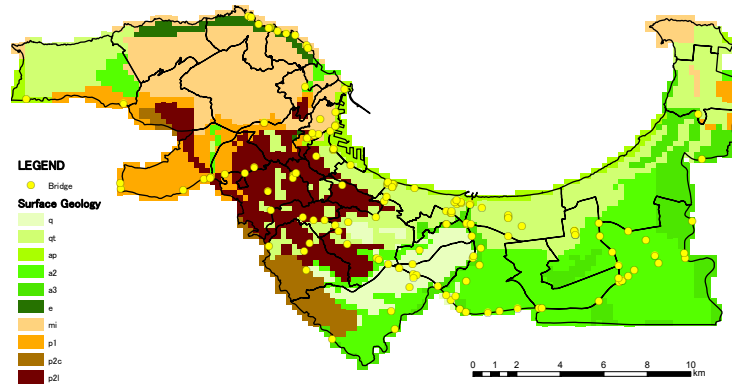 LEGEND
Bridge
Surface Geology
q
qt
ap
a2
a3
e
mi
p1
p2c
p2l
0 1 2 4 6 8 10
km